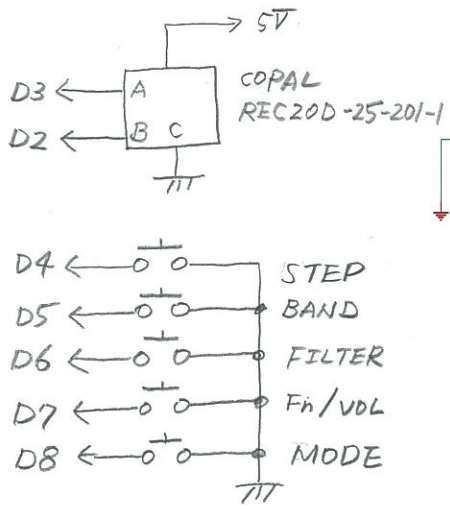 5V
D3 A COPAL
REC20D-25-201-1
D2 B C
D4 STEP
D5 BAND
D6 FILTER
D7 Fn/VOL
D8 MODE